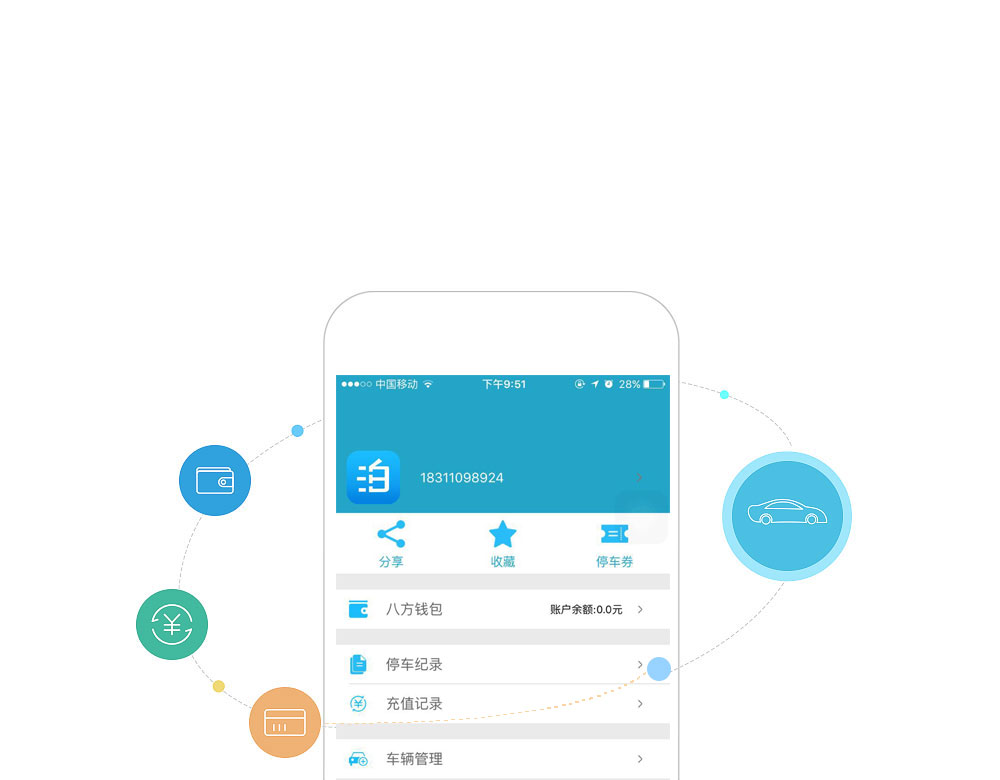 中国移动 下午9:51 28%
泊 18311098924
分享 收藏 停车券
八方钱包 账户余额:0.0元
停车纪录
充值记录
车辆管理